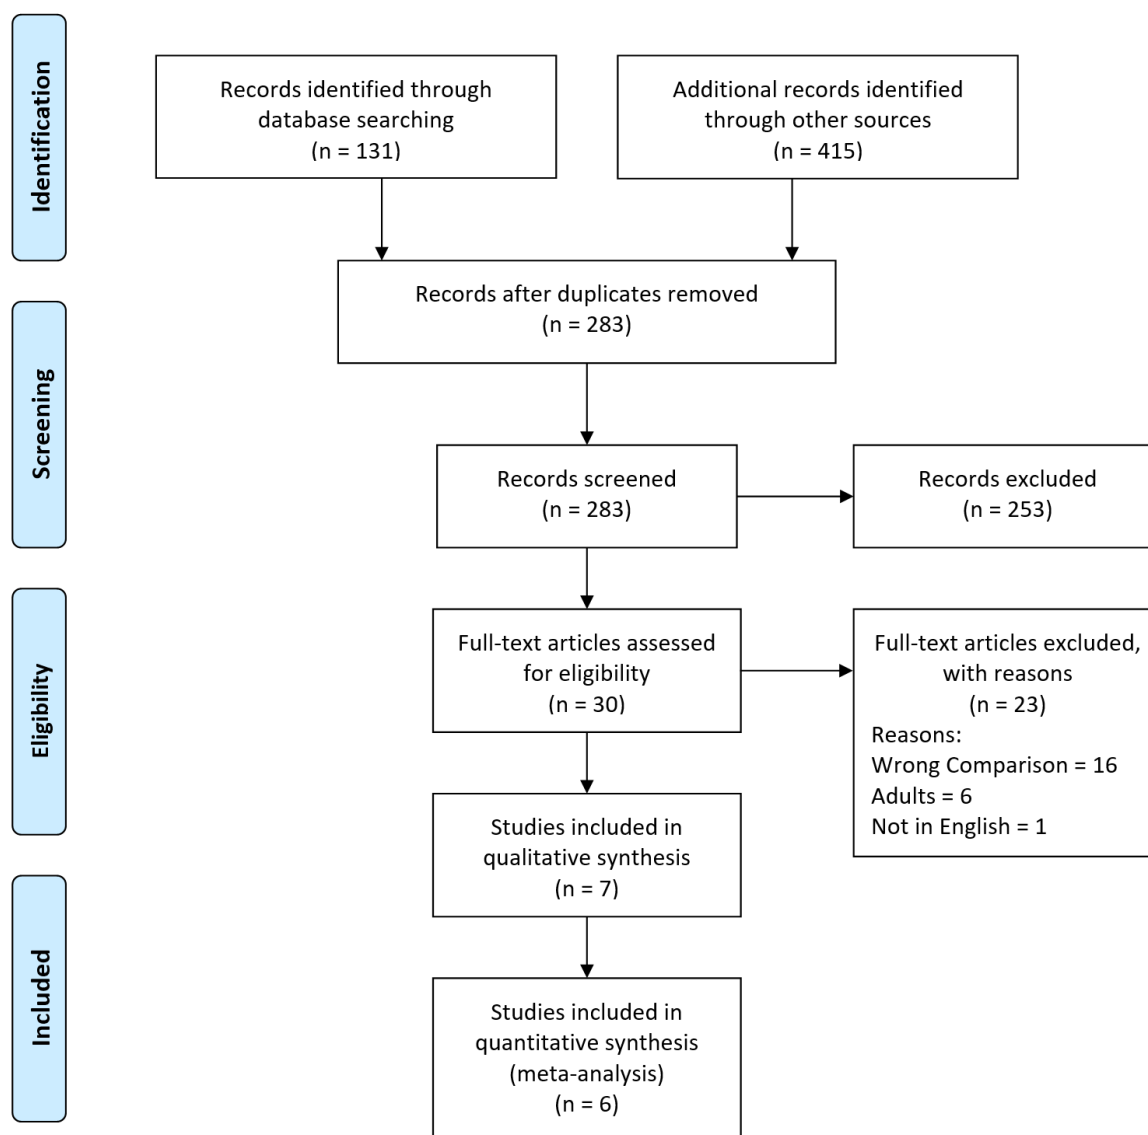 Identification
Records identified through
database searching
(n = 131)
Additional records identified
through other sources
(n = 415)
Records after duplicates removed
(n = 283)
Screening
Records screened
(n = 283)
Records excluded
(n = 253)
Eligibility
Full-text articles assessed
for eligibility
(n = 30)
Full-text articles excluded,
with reasons
(n = 23)
Reasons:
Wrong Comparison = 16
Adults = 6
Not in English = 1
Studies included in
qualitative synthesis
(n = 7)
Included
Studies included in
quantitative synthesis
(meta-analysis)
(n = 6)